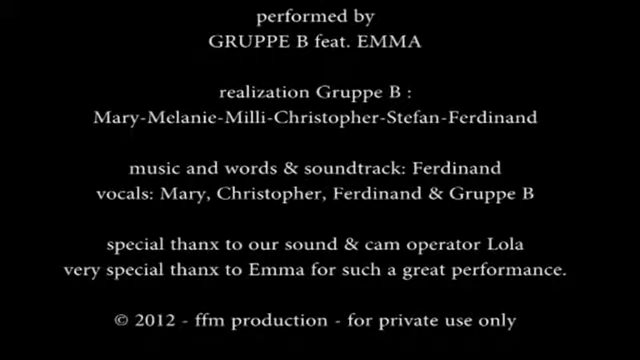 performed by
GRUPPE B feat. EMMA
realization Gruppe B :
Mary-Melanie-Milli-Christopher-Stefan-Ferdinand
music and words & soundtrack: Ferdinand
vocals: Mary, Christopher, Ferdinand & Gruppe B
special thanx to our sound & cam operator Lola
very special thanx to Emma for such a great performance.
© 2012 - ffm production - for private use only